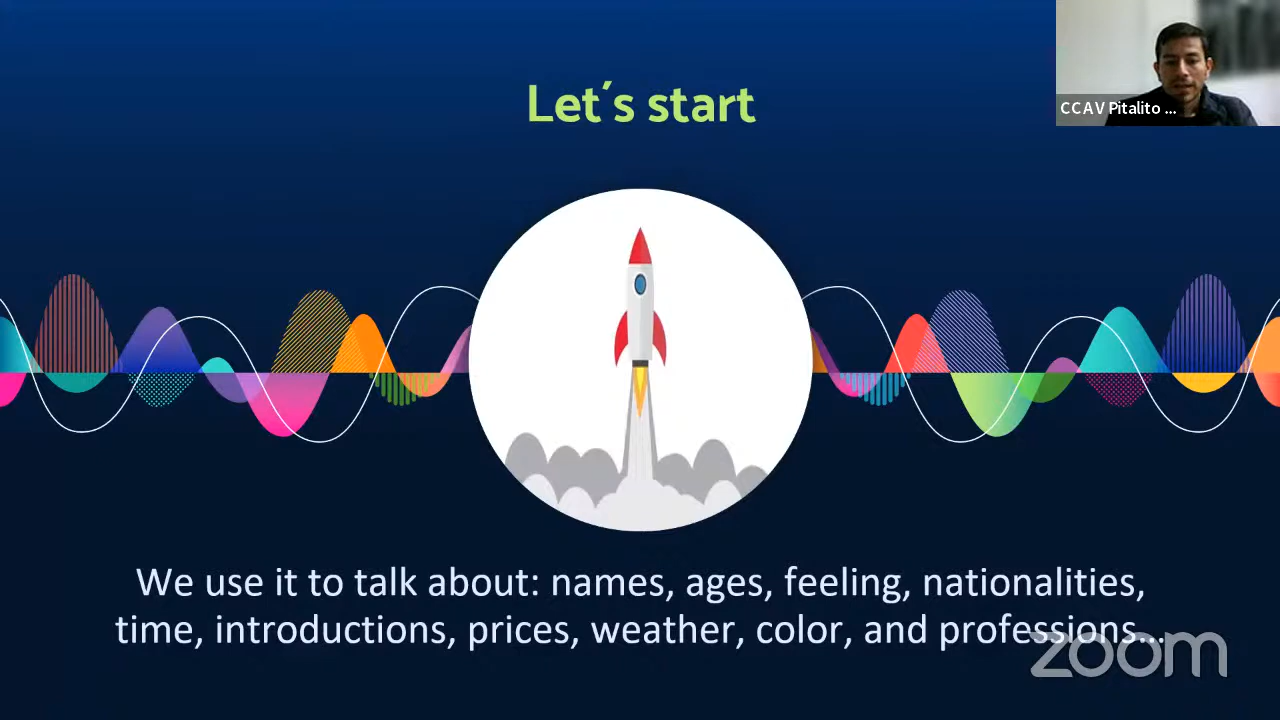 Let´s start
CCAV Pitalito ...
We use it to talk about: names, ages, feeling, nationalities,
time, introductions, prices, weather, color, and professions...
zoom